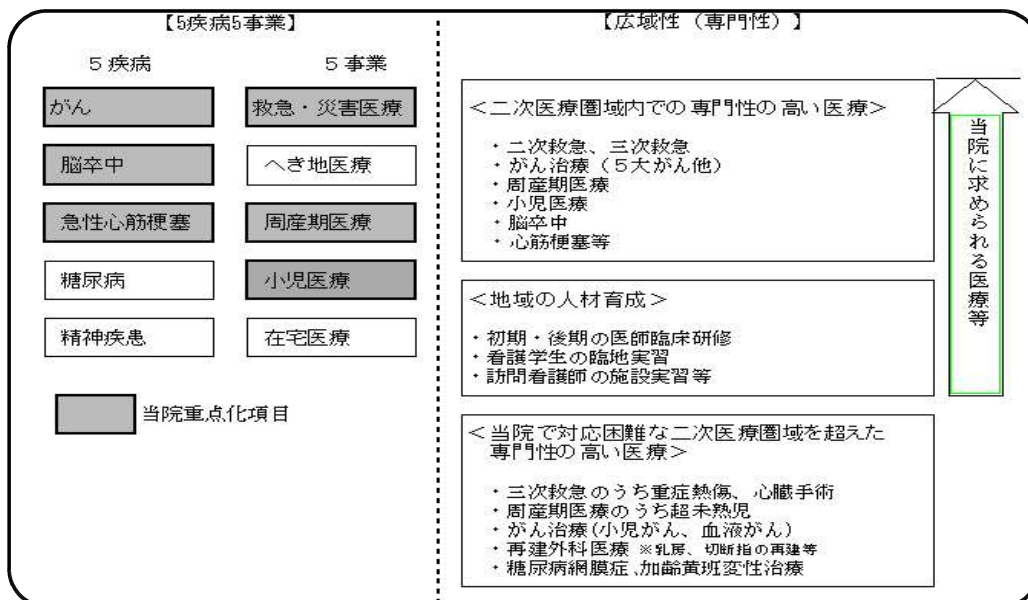 【5疾病5事業】
5疾病
5事業
がん
救急・災害医療
脳卒中
へき地医療
急性心筋梗塞
周産期医療
糖尿病
小児医療
精神疾患
在宅医療
当院重点化項目
【広域性（専門性）】
＜二次医療圏域内での専門性の高い医療＞
・二次救急、三次救急
・がん治療（５大がん他）
・周産期医療
・小児医療
・脳卒中
・心筋梗塞等
＜地域の人材育成＞
・初期・後期の医師臨床研修
・看護学生の臨地実習
・訪問看護師の施設実習等
＜当院で対応困難な二次医療圏域を超えた
専門性の高い医療＞
・三次救急のうち重症熱傷、心臓手術
・周産期医療のうち超未熟児
・がん治療(小児がん、血液がん)
・再建外科医療 ※乳房、切断指の再建等
・糖尿病網膜症、加齢黄班変性治療
当院に求められる医療等